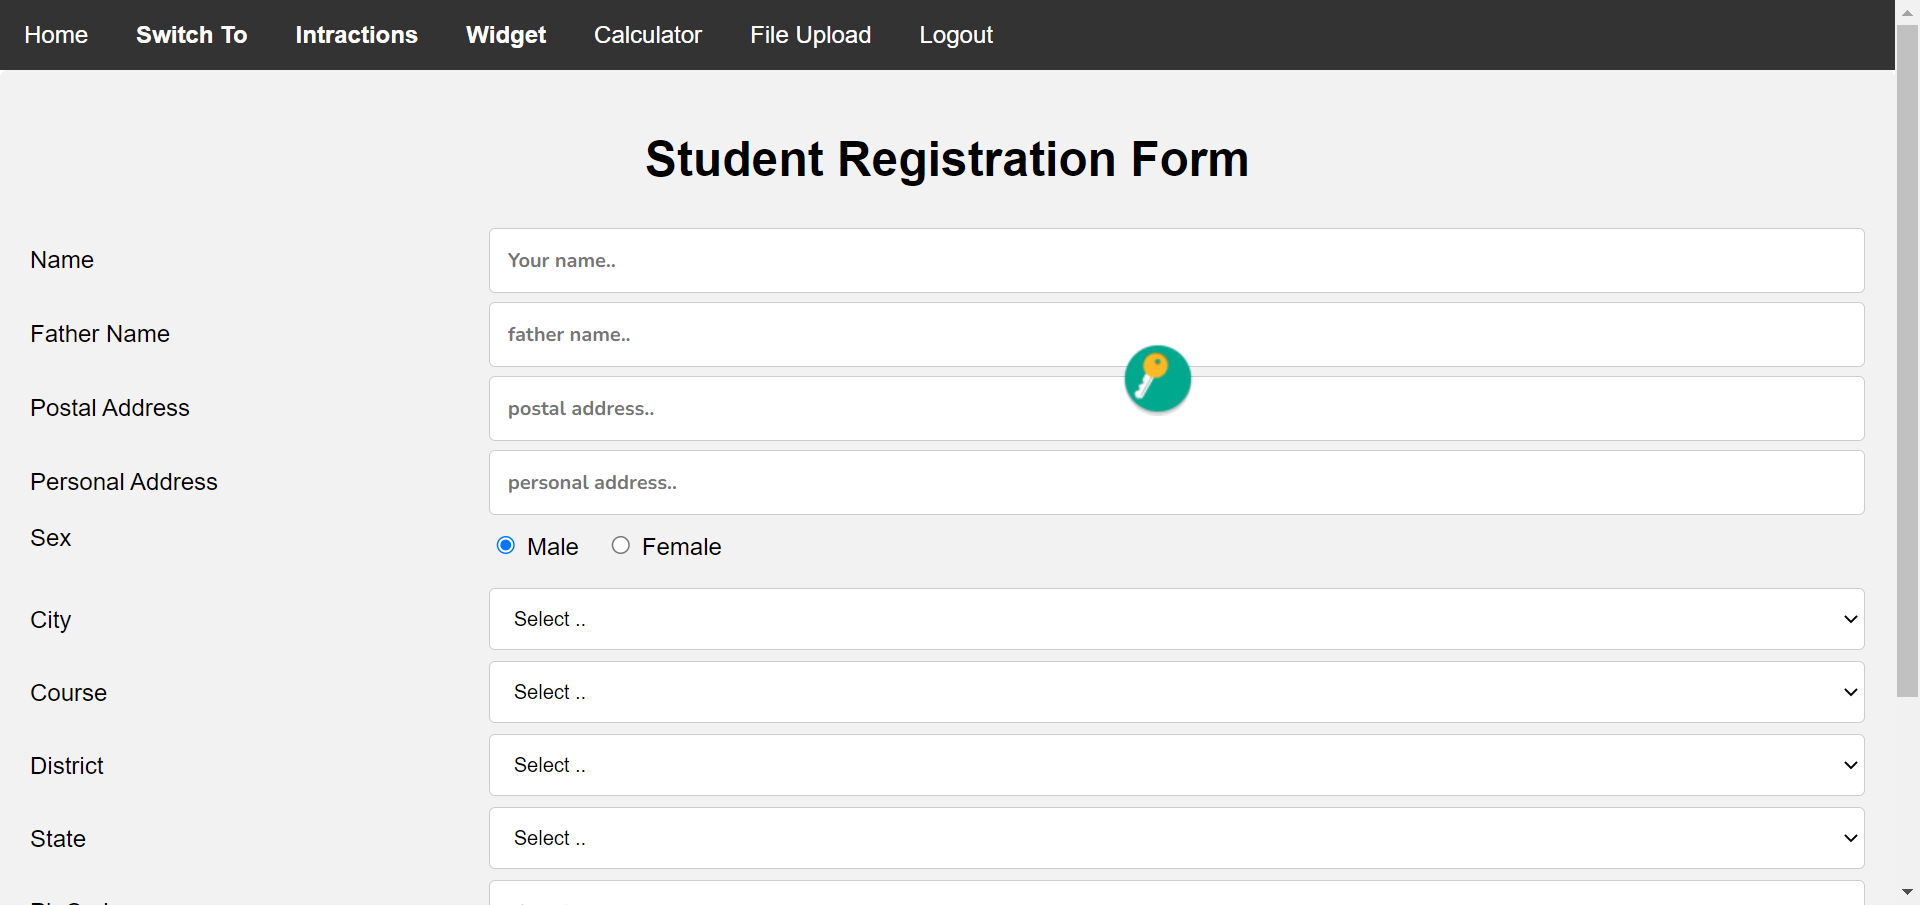 Home Switch To Intractions Widget Calculator File Upload Logout
Student Registration Form
Name Your name..
Father Name father name..
Postal Address postal address..
Personal Address personal address..
Sex Male Female
City Select ..
Course Select ..
District Select ..
State Select ..